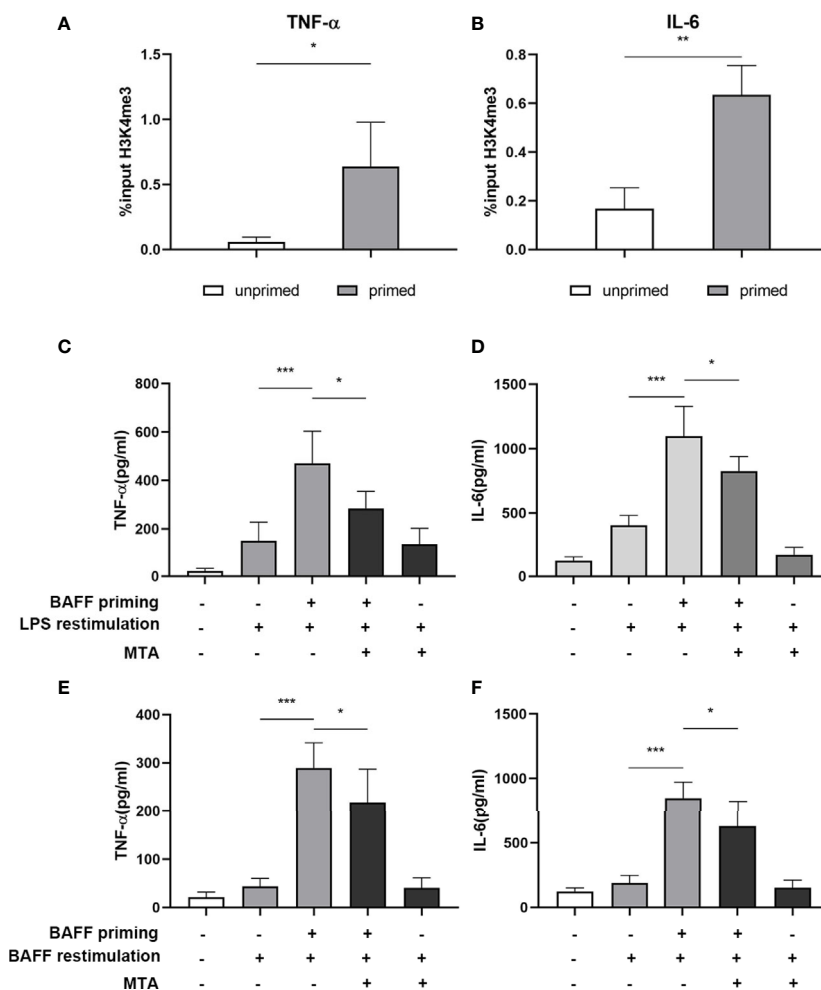 A
TNF-α
*
1.5
1.0
0.5
0.0
%input H3K4me3
unprimed primed
B
IL-6
**
0.8
0.6
0.4
0.2
0.0
%input H3K4me3
unprimed primed
C
*** *
800
600
400
200
0
TNF-α(pg/ml)
D
*** *
1500
1000
500
0
IL-6(pg/ml)
BAFF priming - - + + - - - + + -
LPS restimulation - + + + + - + + + +
MTA - - - + + - - - + +
E
*** *
400
300
200
100
0
TNF-α(pg/ml)
F
*** *
1500
1000
500
0
IL-6(pg/ml)
BAFF priming - - + + - - - + + -
BAFF restimulation - + + + + - + + + +
MTA - - - + + - - - + +